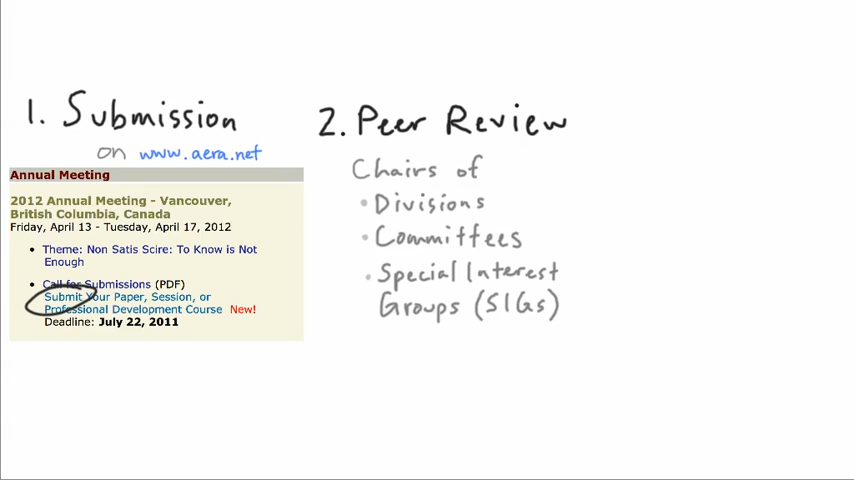 1. Submission
on www.aera.net
Annual Meeting
2012 Annual Meeting - Vancouver,
British Columbia, Canada
Friday, April 13 - Tuesday, April 17, 2012
• Theme: Non Satis Scire: To Know is Not
Enough
• Call for Submissions (PDF)
Submit Your Paper, Session, or
Professional Development Course New!
Deadline: July 22, 2011
2. Peer Review
Chairs of
• Divisions
• Committees
• Special Interest
Groups (SIGs)